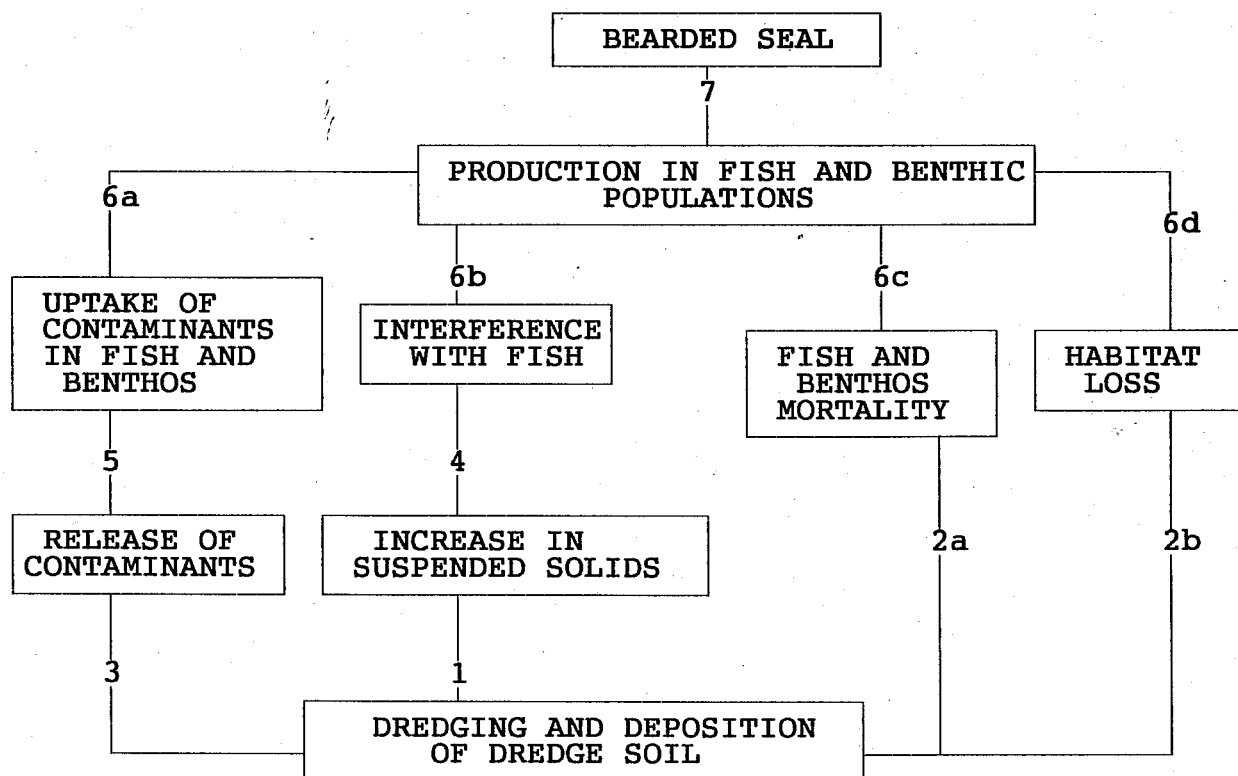 BEARDED SEAL
7
PRODUCTION IN FISH AND BENTHIC
POPULATIONS
6a
6b
6c
6d
UPTAKE OF
CONTAMINANTS
IN FISH AND
BENTHOS
INTERFERENCE
WITH FISH
FISH AND
BENTHOS
MORTALITY
HABITAT
LOSS
5
4
RELEASE OF
CONTAMINANTS
INCREASE IN
SUSPENDED SOLIDS
2a
2b
3
1
DREDGING AND DEPOSITION
OF DREDGE SOIL